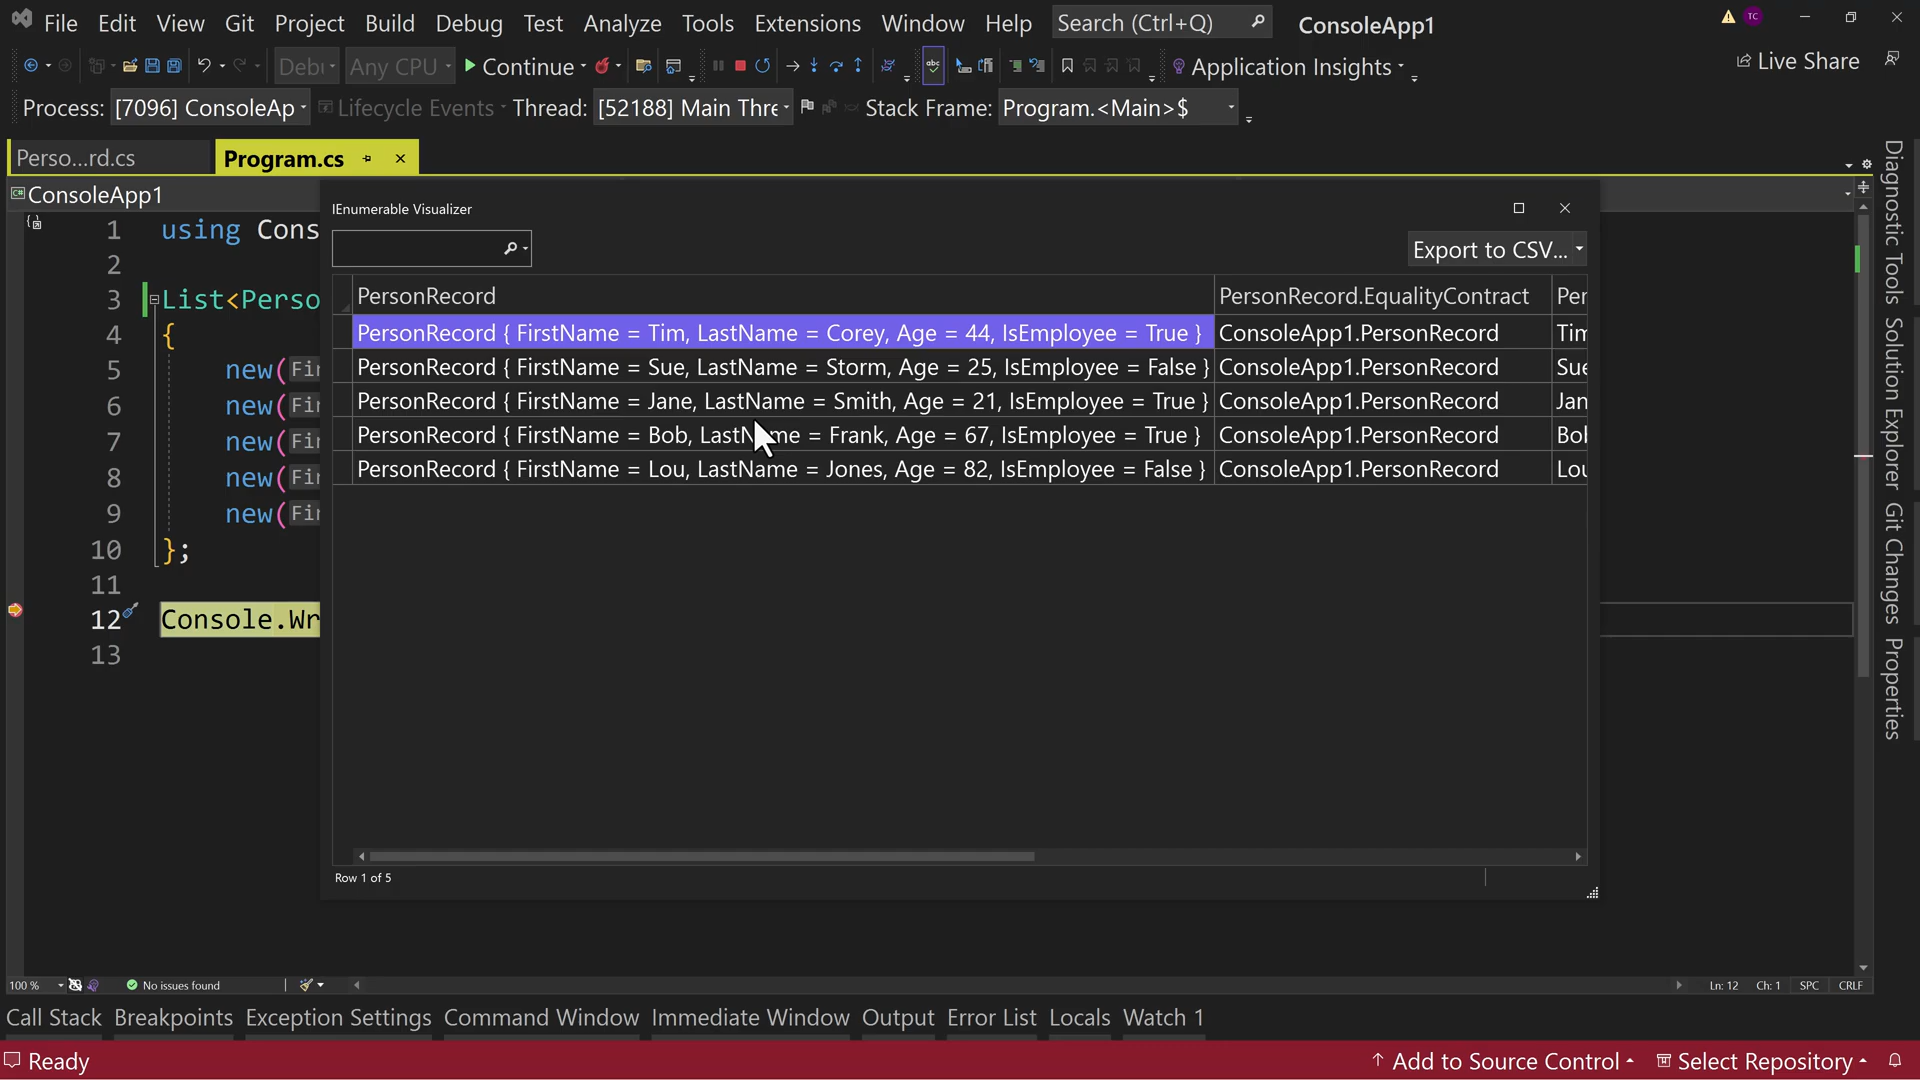 File Edit View Git Project Build Debug Test Analyze Tools Extensions Window Help Search (Ctrl+Q) ConsoleApp1 TC
Any CPU Continue Application Insights Live Share
Process: [7096] ConsoleAp Lifecycle Events Thread: [52188] Main Thre Stack Frame: Program.<Main>$
Perso...rd.cs Program.cs
ConsoleApp1
IEnumerable Visualizer
Export to CSV...
PersonRecord PersonRecord.EqualityContract Per
PersonRecord { FirstName = Tim, LastName = Corey, Age = 44, IsEmployee = True } ConsoleApp1.PersonRecord Tim
PersonRecord { FirstName = Sue, LastName = Storm, Age = 25, IsEmployee = False } ConsoleApp1.PersonRecord Sue
PersonRecord { FirstName = Jane, LastName = Smith, Age = 21, IsEmployee = True } ConsoleApp1.PersonRecord Jan
PersonRecord { FirstName = Bob, LastName = Frank, Age = 67, IsEmployee = True } ConsoleApp1.PersonRecord Bob
PersonRecord { FirstName = Lou, LastName = Jones, Age = 82, IsEmployee = False } ConsoleApp1.PersonRecord Lou
Row 1 of 5
1 using Cons
2
3 List<Perso
4 {
5 new( Fir
6 new( Fir
7 new( Fir
8 new( Fir
9 new( Fir
10 };
11
12 Console.Wr
13
Diagnostic Tools
Solution Explorer
Git Changes
Properties
100 % No issues found Ln: 12 Ch: 1 SPC CRLF
Call Stack Breakpoints Exception Settings Command Window Immediate Window Output Error List Locals Watch 1
Ready Add to Source Control Select Repository